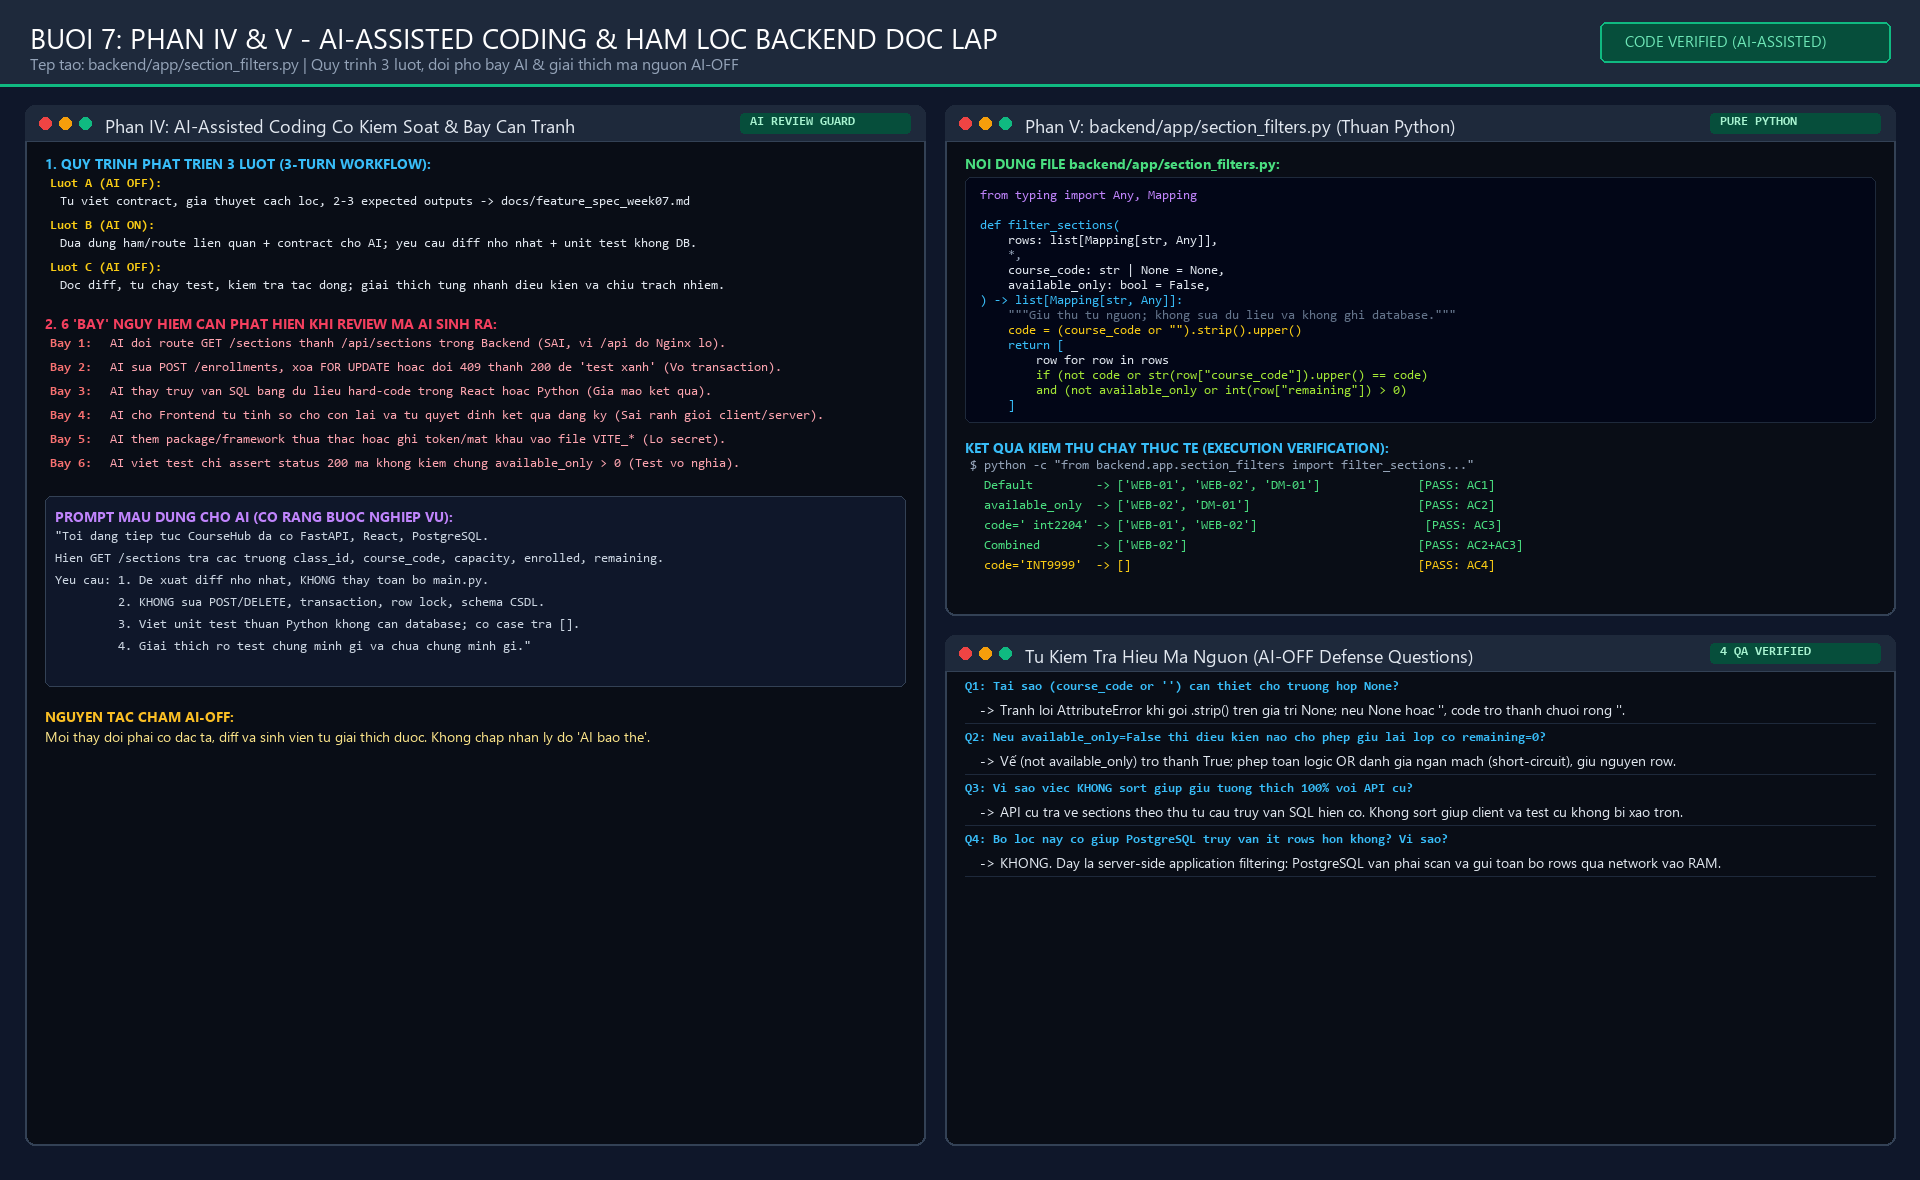 BUOI 7: PHAN IV & V - AI-ASSISTED CODING & HAM LOC BACKEND DOC LAP
Tep tao: backend/app/section_filters.py | Quy trinh 3 luot, doi pho bay AI & giai thich ma nguon AI-OFF
CODE VERIFIED (AI-ASSISTED)
Phan IV: AI-Assisted Coding Co Kiem Soat & Bay Can Tranh
AI REVIEW GUARD
1. QUY TRINH PHAT TRIEN 3 LUOT (3-TURN WORKFLOW):
Luot A (AI OFF):
Tu viet contract, gia thuyet cach loc, 2-3 expected outputs -> docs/feature_spec_week07.md
Luot B (AI ON):
Dua dung ham/route lien quan + contract cho AI; yeu cau diff nho nhat + unit test khong DB.
Luot C (AI OFF):
Doc diff, tu chay test, kiem tra tac dong; giai thich tung nhanh dieu kien va chiu trach nhiem.
2. 6 'BAY' NGUY HIEM CAN PHAT HIEN KHI REVIEW MA AI SINH RA:
Bay 1: AI doi route GET /sections thanh /api/sections trong Backend (SAI, vi /api do Nginx lo).
Bay 2: AI sua POST /enrollments, xoa FOR UPDATE hoac doi 409 thanh 200 de 'test xanh' (Vo transaction).
Bay 3: AI thay truy van SQL bang du lieu hard-code trong React hoac Python (Gia mao ket qua).
Bay 4: AI cho Frontend tu tinh so cho con lai va tu quyet dinh ket qua dang ky (Sai ranh gioi client/server).
Bay 5: AI them package/framework thua thac hoac ghi token/mat khau vao file VITE_* (Lo secret).
Bay 6: AI viet test chi assert status 200 ma khong kiem chung available_only > 0 (Test vo nghia).
PROMPT MAU DUNG CHO AI (CO RANG BUOC NGHIEP VU):
"Toi dang tiep tuc CourseHub da co FastAPI, React, PostgreSQL.
Hien GET /sections tra cac truong class_id, course_code, capacity, enrolled, remaining.
Yeu cau: 1. De xuat diff nho nhat, KHONG thay toan bo main.py.
2. KHONG sua POST/DELETE, transaction, row lock, schema CSDL.
3. Viet unit test thuan Python khong can database; co case tra [].
4. Giai thich ro test chung minh gi va chua chung minh gi."
NGUYEN TAC CHAM AI-OFF:
Moi thay doi phai co dac ta, diff va sinh vien tu giai thich duoc. Khong chap nhan ly do 'AI bao the'.
Phan V: backend/app/section_filters.py (Thuan Python)
PURE PYTHON
NOI DUNG FILE backend/app/section_filters.py:
from typing import Any, Mapping
def filter_sections(
rows: list[Mapping[str, Any]],
*,
course_code: str | None = None,
available_only: bool = False,
) -> list[Mapping[str, Any]]:
"""Giu thu tu nguon; khong sua du lieu va khong ghi database."""
code = (course_code or "").strip().upper()
return [
row for row in rows
if (not code or str(row["course_code"]).upper() == code)
and (not available_only or int(row["remaining"]) > 0)
]
KET QUA KIEM THU CHAY THUC TE (EXECUTION VERIFICATION):
$ python -c "from backend.app.section_filters import filter_sections..."
Default -> ['WEB-01', 'WEB-02', 'DM-01'] [PASS: AC1]
available_only -> ['WEB-02', 'DM-01'] [PASS: AC2]
code=' int2204' -> ['WEB-01', 'WEB-02'] [PASS: AC3]
Combined -> ['WEB-02'] [PASS: AC2+AC3]
code='INT9999' -> [] [PASS: AC4]
Tu Kiem Tra Hieu Ma Nguon (AI-OFF Defense Questions)
4 QA VERIFIED
Q1: Tai sao (course_code or '') can thiet cho truong hop None?
-> Tranh loi AttributeError khi goi .strip() tren gia tri None; neu None hoac '', code tro thanh chuoi rong ''.
Q2: Neu available_only=False thi dieu kien nao cho phep giu lai lop co remaining=0?
-> Vế (not available_only) tro thanh True; phep toan logic OR danh gia ngan mach (short-circuit), giu nguyen row.
Q3: Vi sao viec KHONG sort giup giu tuong thich 100% voi API cu?
-> API cu tra ve sections theo thu tu cau truy van SQL hien co. Khong sort giup client va test cu khong bi xao tron.
Q4: Bo loc nay co giup PostgreSQL truy van it rows hon khong? Vi sao?
-> KHONG. Day la server-side application filtering: PostgreSQL van phai scan va gui toan bo rows qua network vao RAM.